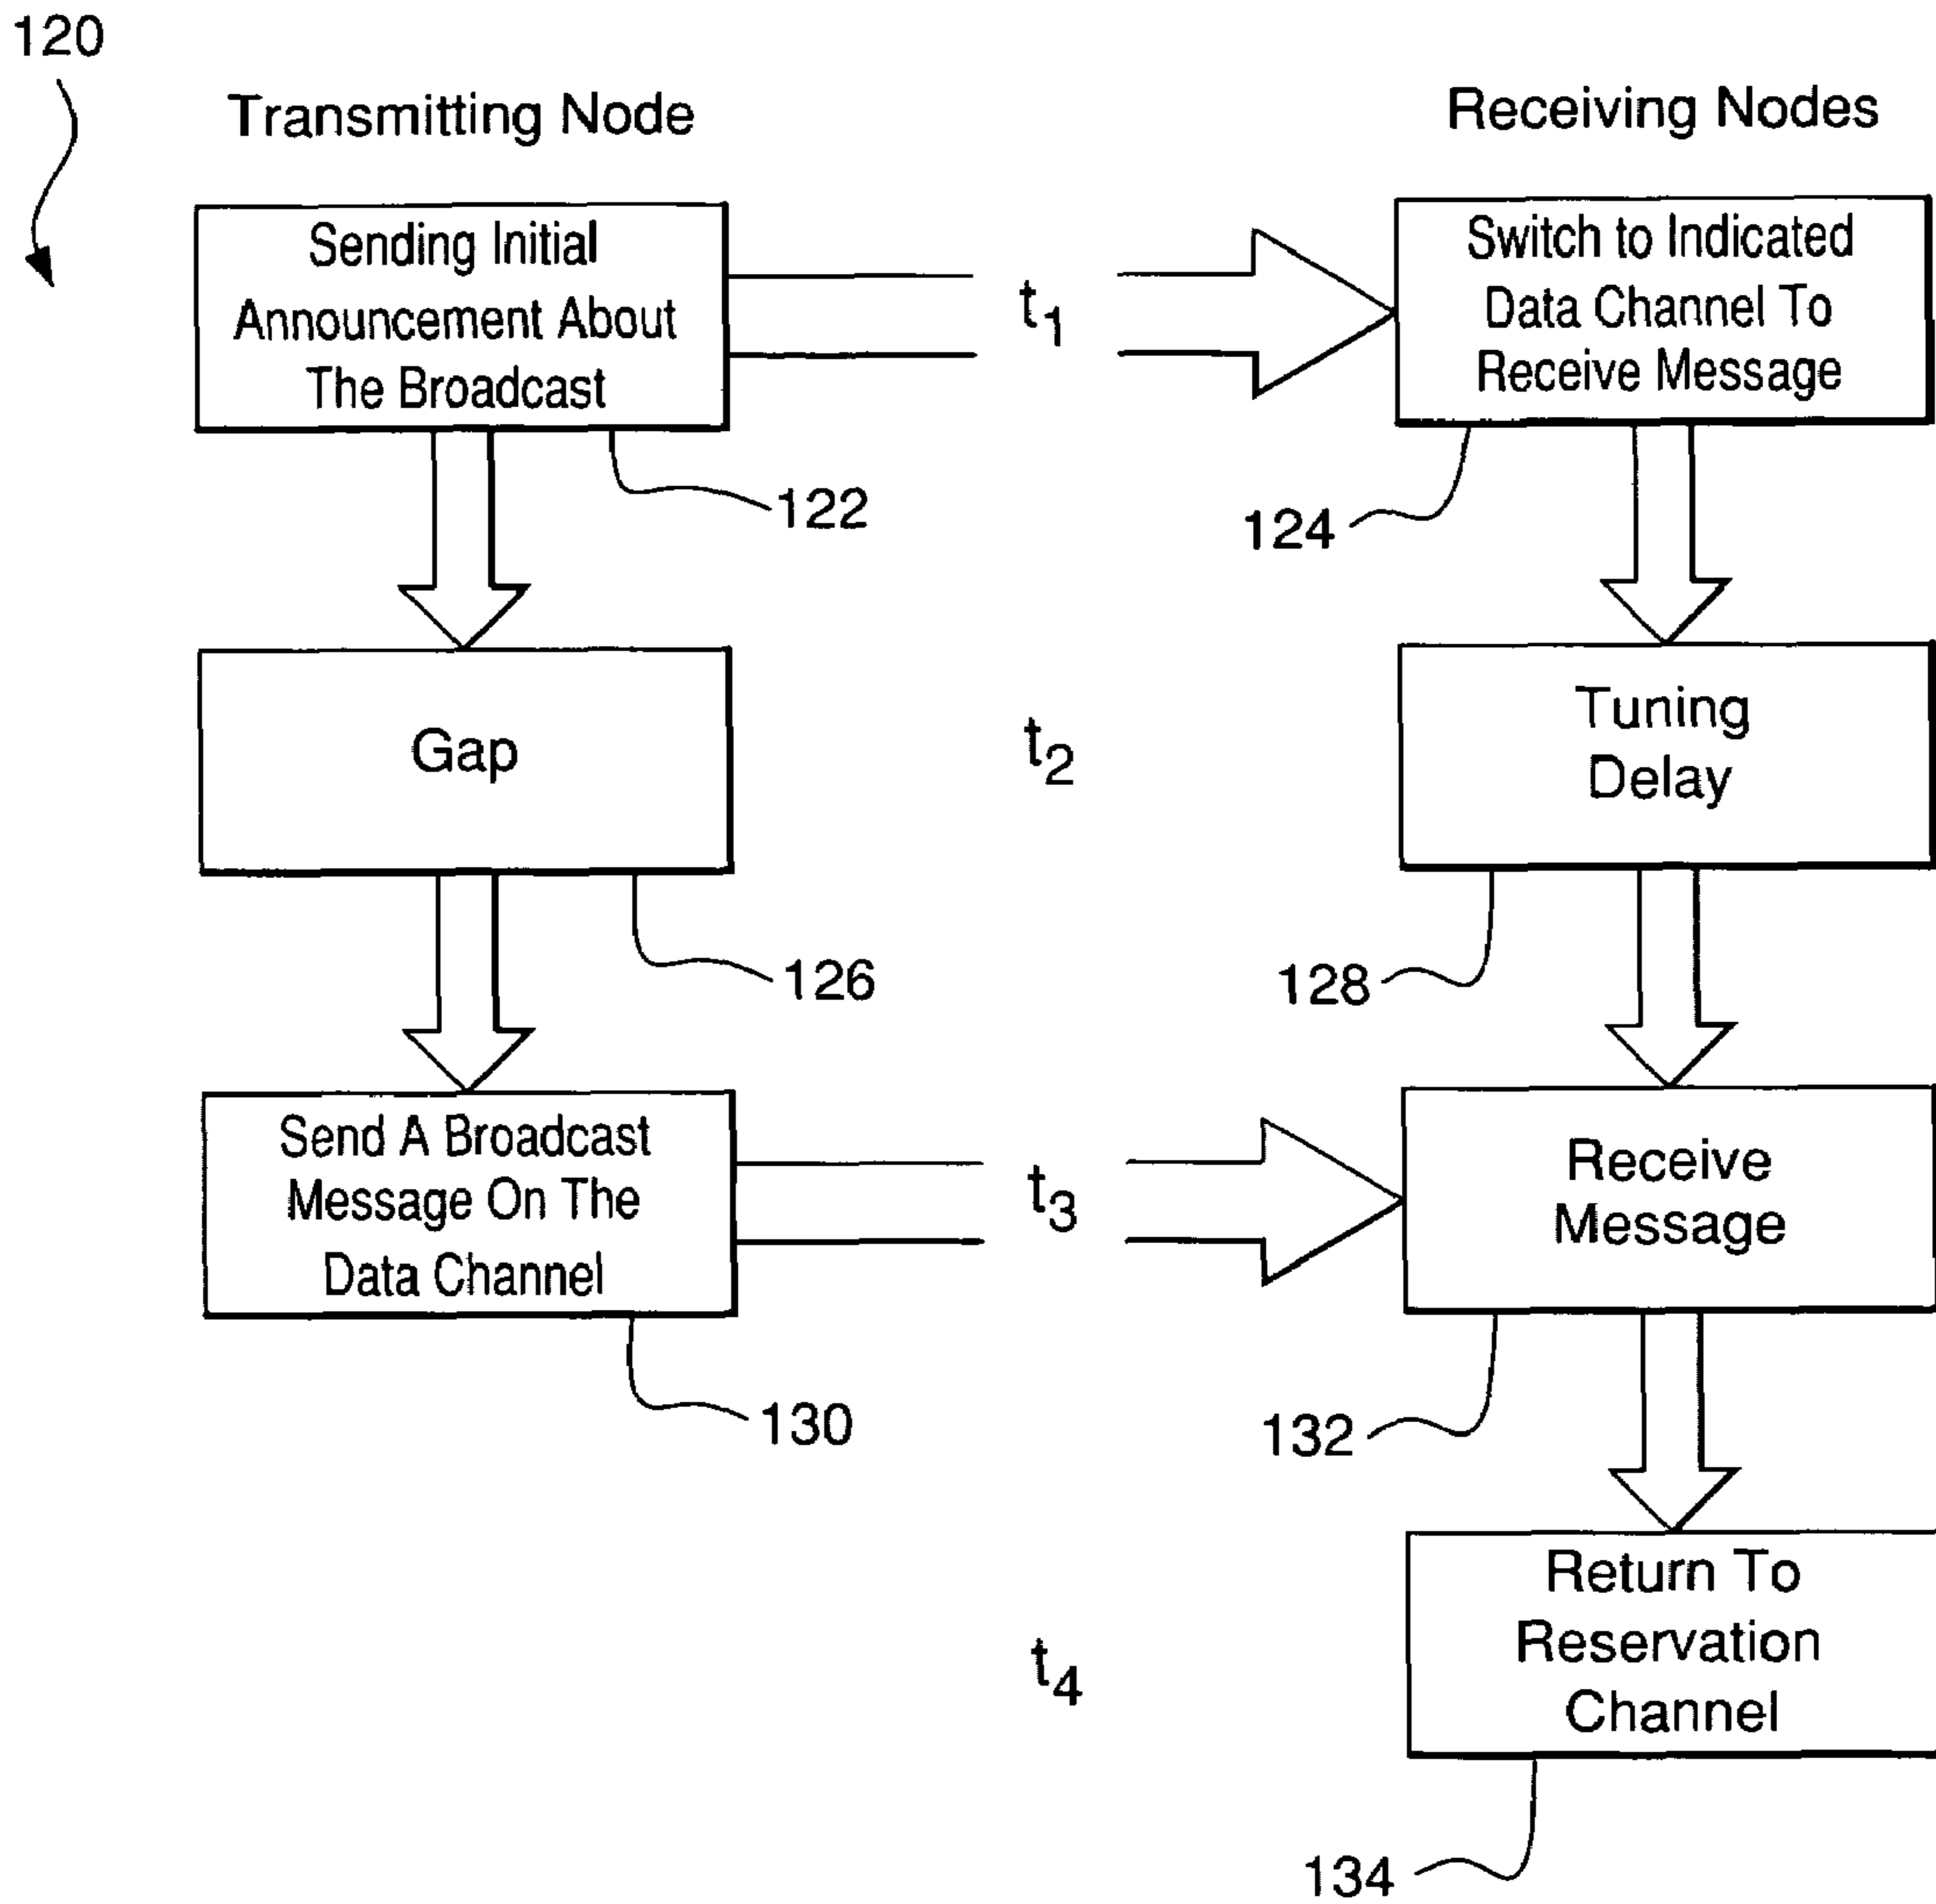 120
Transmitting Node
Receiving Nodes
Sending Initial
Announcement About
The Broadcast
t1
Switch to Indicated
Data Channel To
Receive Message
122
124
Gap
t2
Tuning
Delay
126
128
Send A Broadcast
Message On The
Data Channel
t3
Receive
Message
130
132
t4
Return To
Reservation
Channel
134